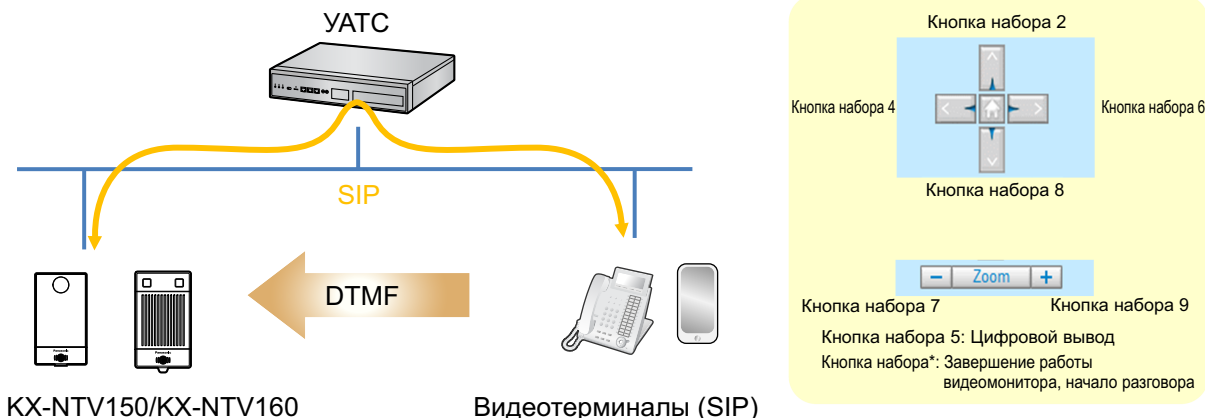 УАТС
SIP
DTMF
Panasonic
Panasonic
KX-NTV150/KX-NTV160
Видеотерминалы (SIP)
Кнопка набора 2
Кнопка набора 4
Кнопка набора 6
Кнопка набора 8
− Zoom +
Кнопка набора 7
Кнопка набора 9
Кнопка набора 5: Цифровой вывод
Кнопка набора*: Завершение работы
видеомонитора, начало разговора